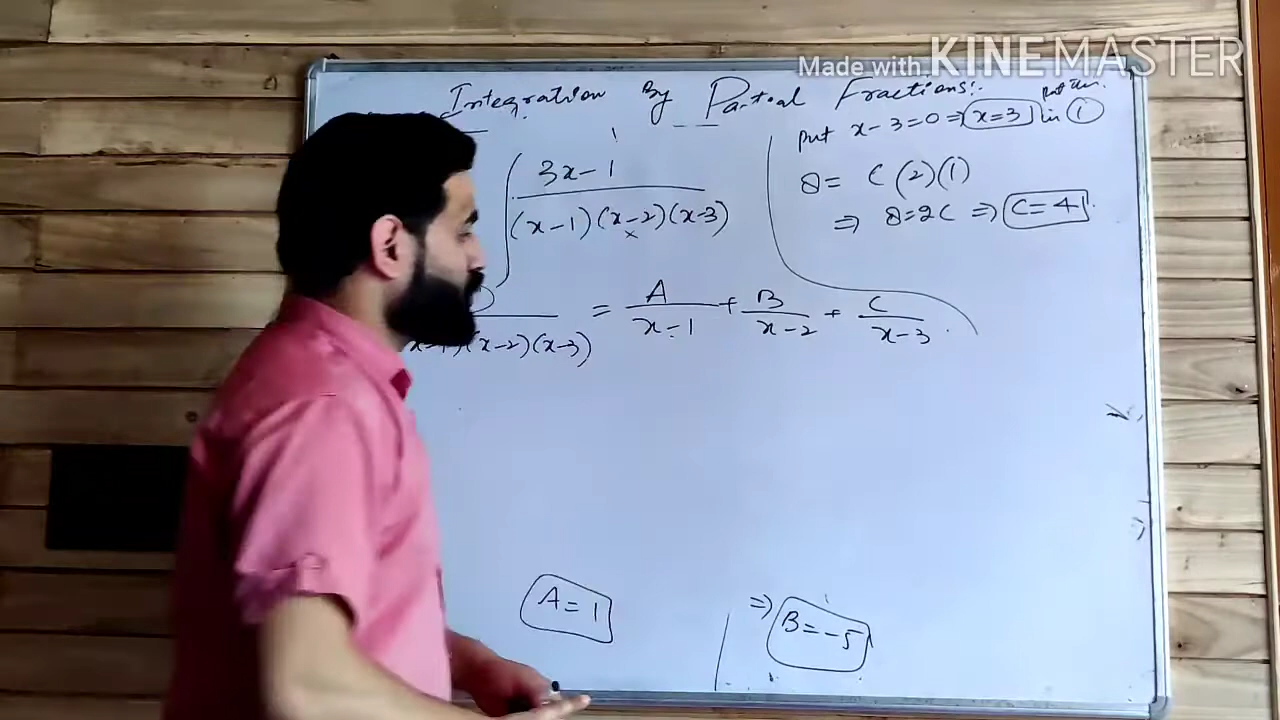 Made with KINEMASTER
Integration By Partial Fractions:.
∫ 3x-1 / (x-1)(x-2)(x-3)
put x-3=0 ⇒ x=3 in ①
8= C(2)(1)
⇒ 8=2C ⇒ C=4
(x-2)(x-3) = A/x-1 + B/x-2 + C/x-3.
A=1
⇒ B=-5